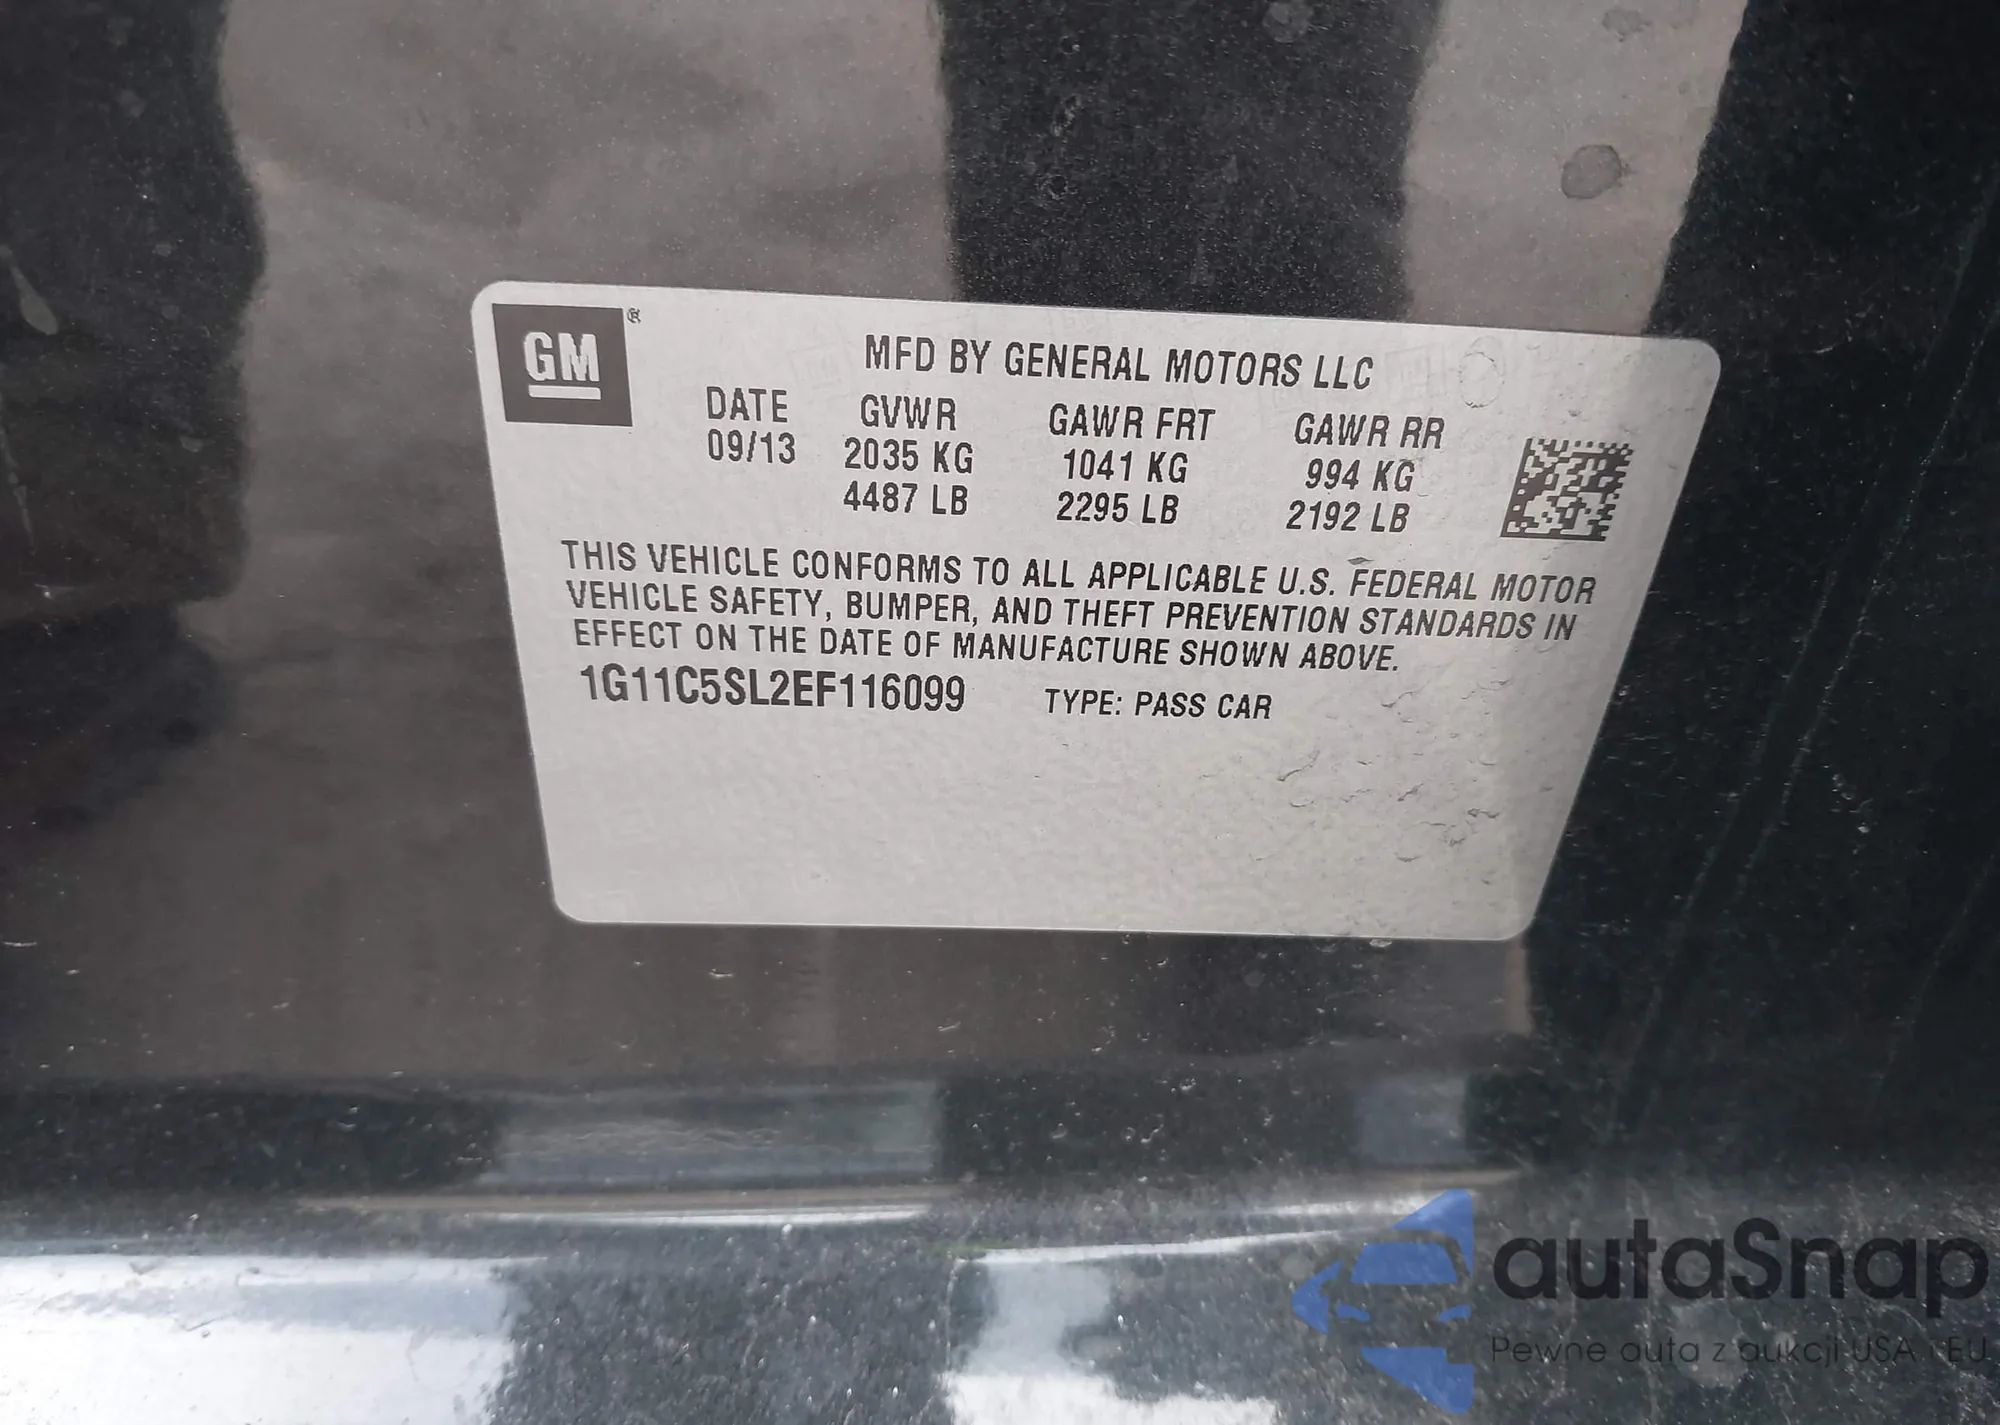 GM®
MFD BY GENERAL MOTORS LLC
DATE GVWR GAWR FRT GAWR RR
09/13 2035 KG 1041 KG 994 KG
4487 LB 2295 LB 2192 LB
THIS VEHICLE CONFORMS TO ALL APPLICABLE U.S. FEDERAL MOTOR
VEHICLE SAFETY, BUMPER, AND THEFT PREVENTION STANDARDS IN
EFFECT ON THE DATE OF MANUFACTURE SHOWN ABOVE.
1G11C5SL2EF116099 TYPE: PASS CAR
autaSnap
Pewne auta z aukcji USA i EU